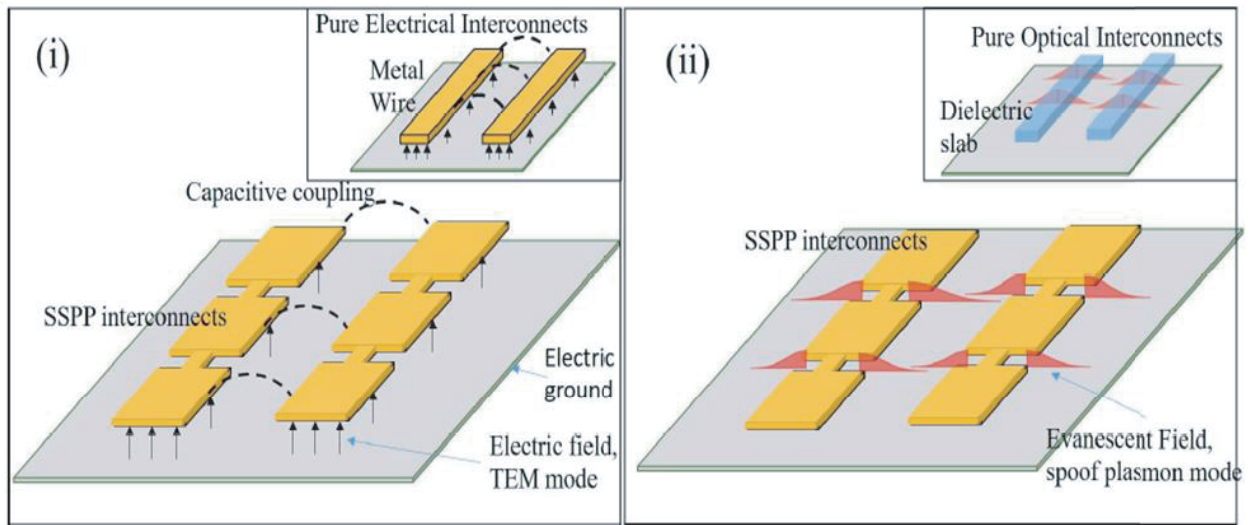 (i)
Pure Electrical Interconnects
Metal
Wire
Capacitive coupling
SSPP interconnects
Electric
ground
Electric field,
TEM mode
(ii)
Pure Optical Interconnects
Dielectric
slab
SSPP interconnects
Evanescent Field,
spoof plasmon mode